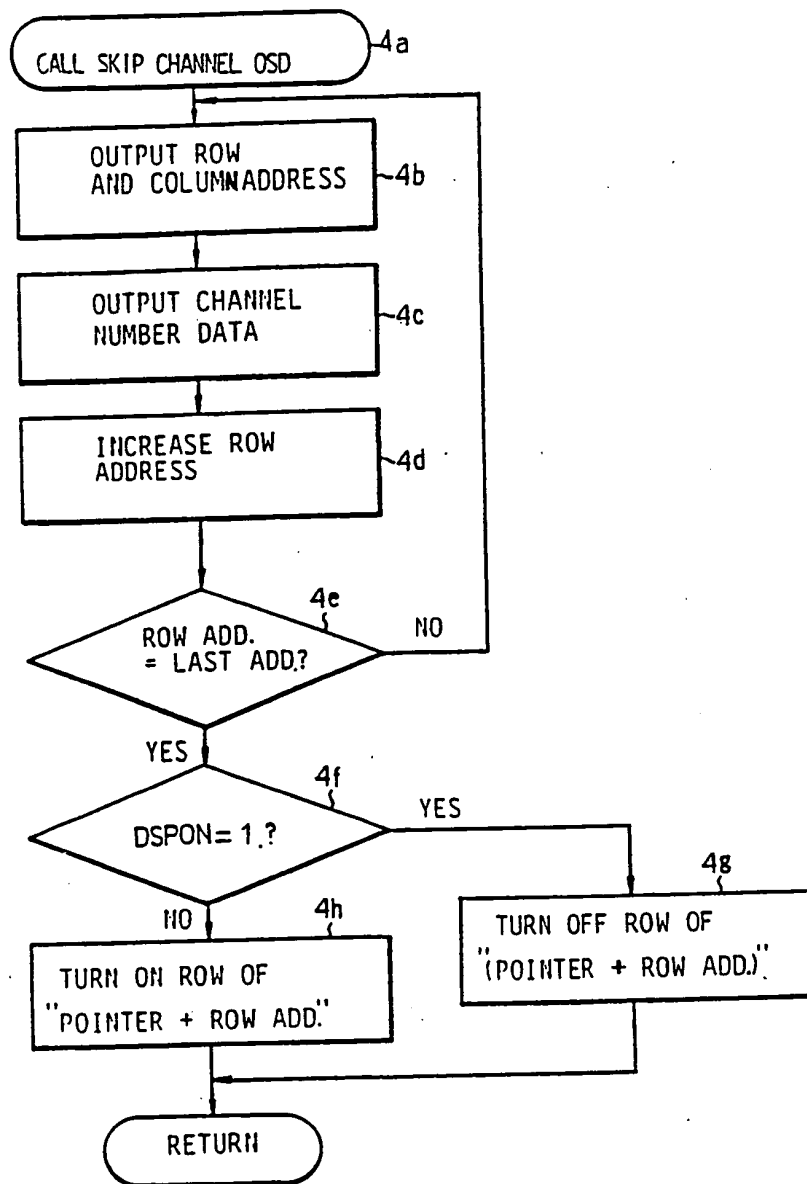 CALL SKIP CHANNEL OSD
4a
OUTPUT ROW
AND COLUMN ADDRESS
4b
OUTPUT CHANNEL
NUMBER DATA
4c
INCREASE ROW
ADDRESS
4d
4e
ROW ADD.
= LAST ADD.?
NO
YES
4f
DSPON = 1.?
YES
NO
4h
4g
TURN OFF ROW OF
"(POINTER + ROW ADD.)".
TURN ON ROW OF
"POINTER + ROW ADD."
RETURN